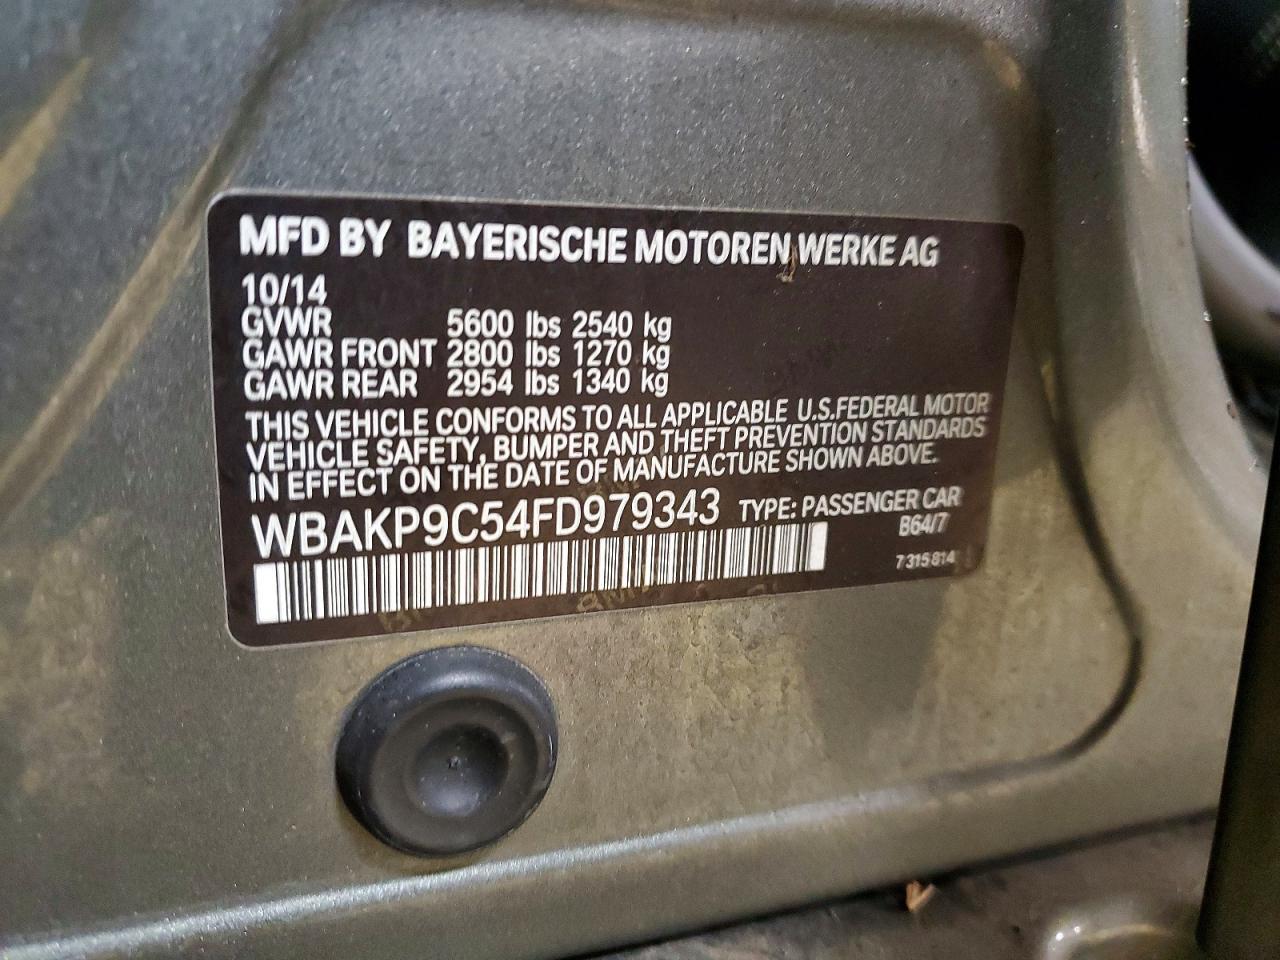 MFD BY BAYERISCHE MOTOREN WERKE AG
10/14
GVWR 5600 lbs 2540 kg
GAWR FRONT 2800 lbs 1270 kg
GAWR REAR 2954 lbs 1340 kg
THIS VEHICLE CONFORMS TO ALL APPLICABLE U.S.FEDERAL MOTOR
VEHICLE SAFETY, BUMPER AND THEFT PREVENTION STANDARDS
IN EFFECT ON THE DATE OF MANUFACTURE SHOWN ABOVE.
WBAKP9C54FD979343 TYPE: PASSENGER CAR
B64/7
7 315 814